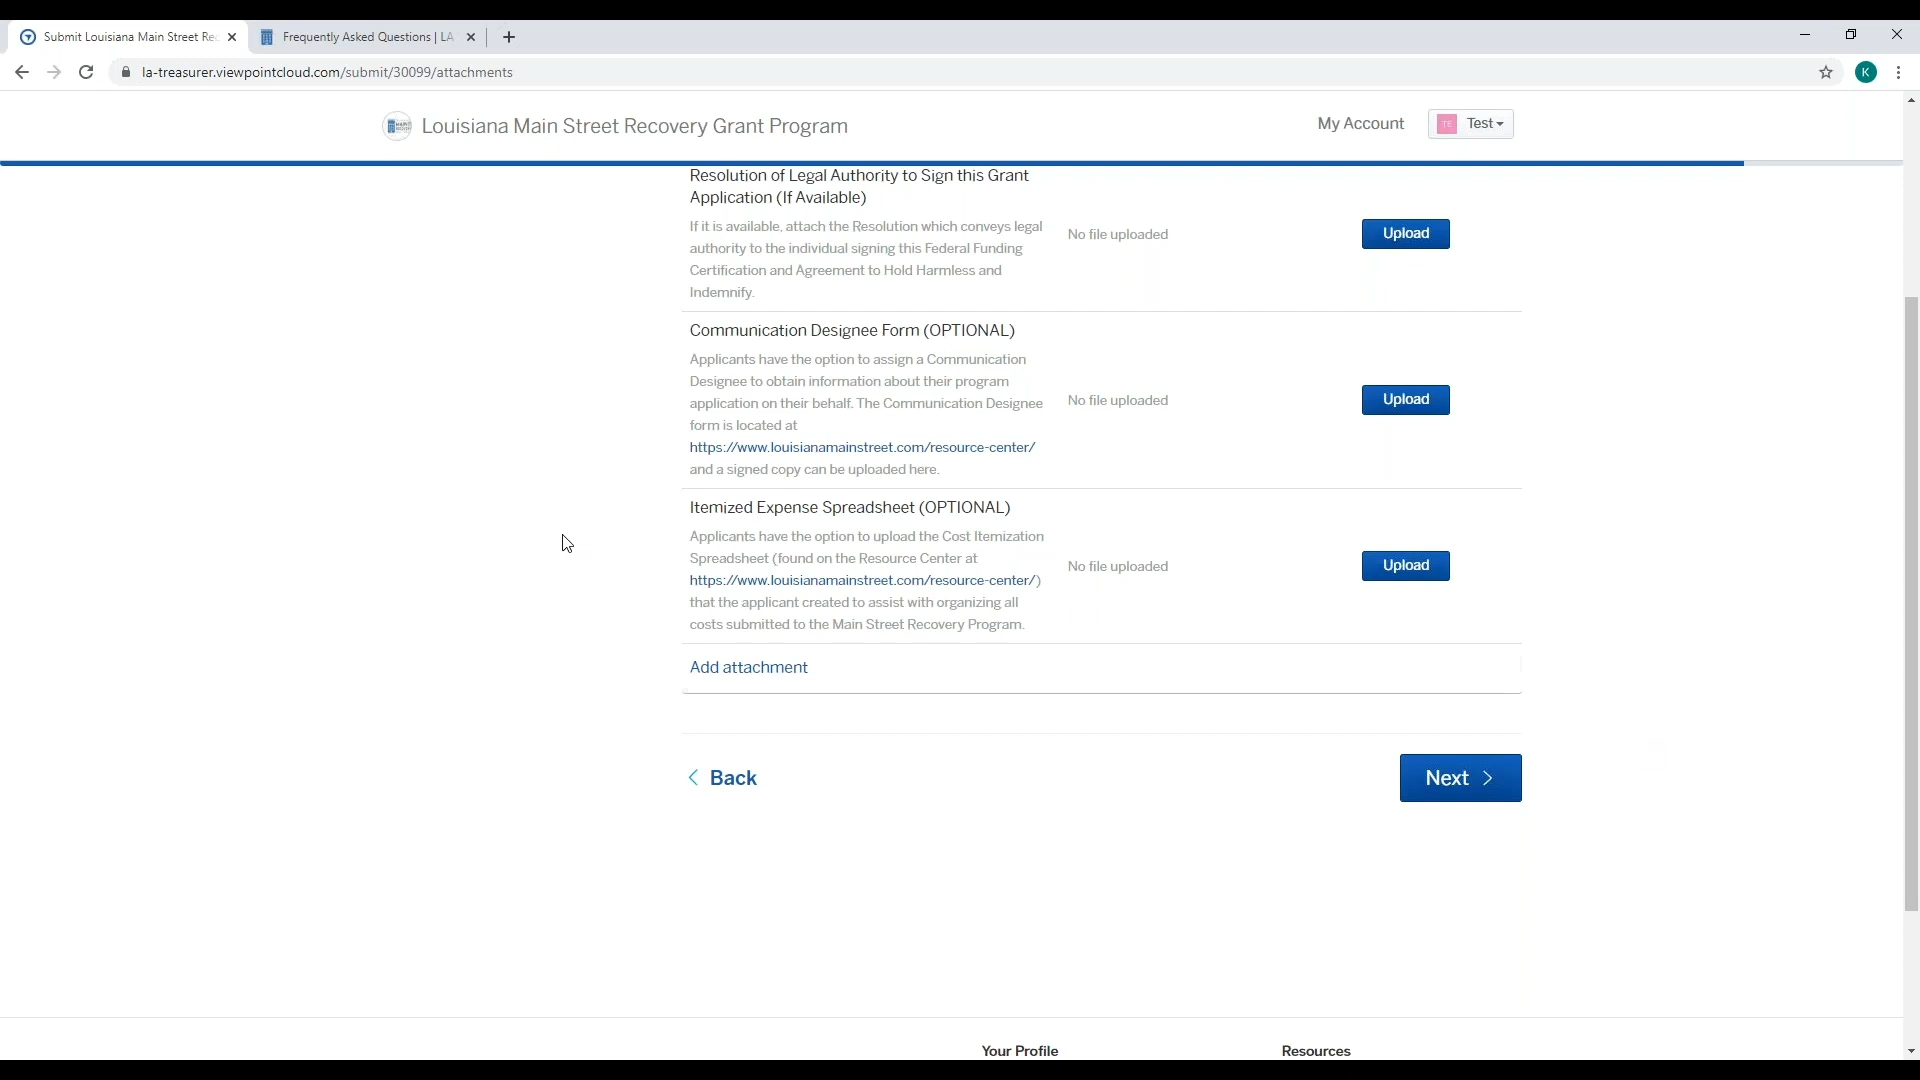 Submit Louisiana Main Street Rec
Frequently Asked Questions | LA
la-treasurer.viewpointcloud.com/submit/30099/attachments
K
Louisiana Main Street Recovery Grant Program
My Account
TE
Test
Resolution of Legal Authority to Sign this Grant
Application (If Available)
If it is available, attach the Resolution which conveys legal
authority to the individual signing this Federal Funding
Certification and Agreement to Hold Harmless and
Indemnify.
No file uploaded
Upload
Communication Designee Form (OPTIONAL)
Applicants have the option to assign a Communication
Designee to obtain information about their program
application on their behalf. The Communication Designee
form is located at
https://www.louisianamainstreet.com/resource-center/
and a signed copy can be uploaded here.
No file uploaded
Upload
Itemized Expense Spreadsheet (OPTIONAL)
Applicants have the option to upload the Cost Itemization
Spreadsheet (found on the Resource Center at
https://www.louisianamainstreet.com/resource-center/)
that the applicant created to assist with organizing all
costs submitted to the Main Street Recovery Program.
No file uploaded
Upload
Add attachment
Back
Next
Your Profile
Resources